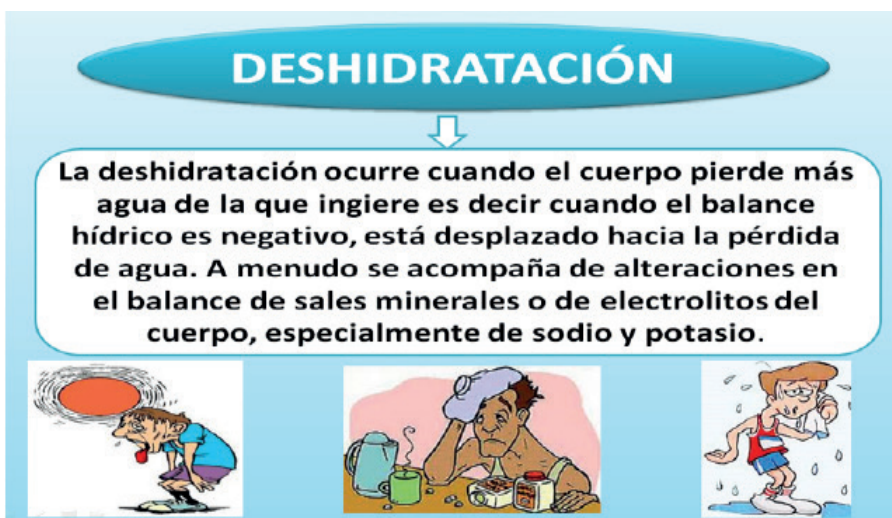 DESHIDRATACIÓN
La deshidratación ocurre cuando el cuerpo pierde más
agua de la que ingiere es decir cuando el balance
hídrico es negativo, está desplazado hacia la pérdida
de agua. A menudo se acompaña de alteraciones en
el balance de sales minerales o de electrolitos del
cuerpo, especialmente de sodio y potasio.